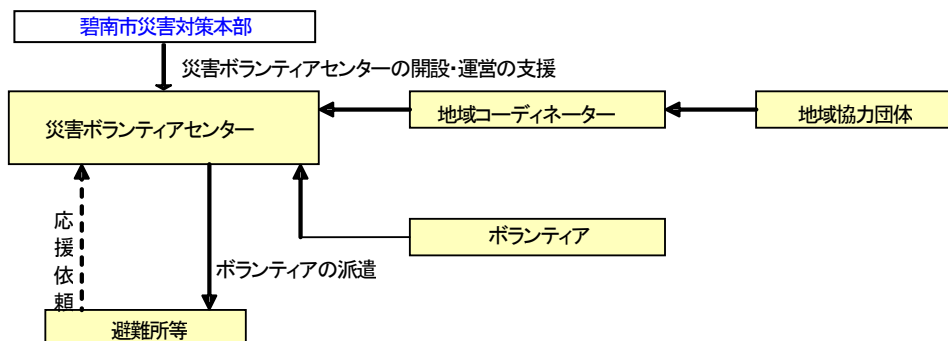 碧南市災害対策本部
災害ボランティアセンターの開設・運営の支援
災害ボランティアセンター
地域コーディネーター
地域協力団体
応援依頼
ボランティア
ボランティアの派遣
避難所等